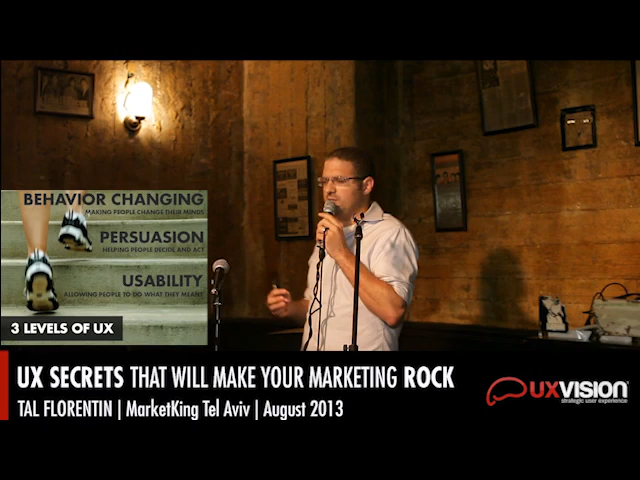 BEHAVIOR CHANGING
MAKING PEOPLE CHANGE THEIR MINDS
PERSUASION
HELPING PEOPLE DECIDE AND ACT
USABILITY
ALLOWING PEOPLE TO DO WHAT THEY MEANT
3 LEVELS OF UX
UX SECRETS THAT WILL MAKE YOUR MARKETING ROCK
TAL FLORENTIN | MarketKing Tel Aviv | August 2013
UXVISION
strategic user experience